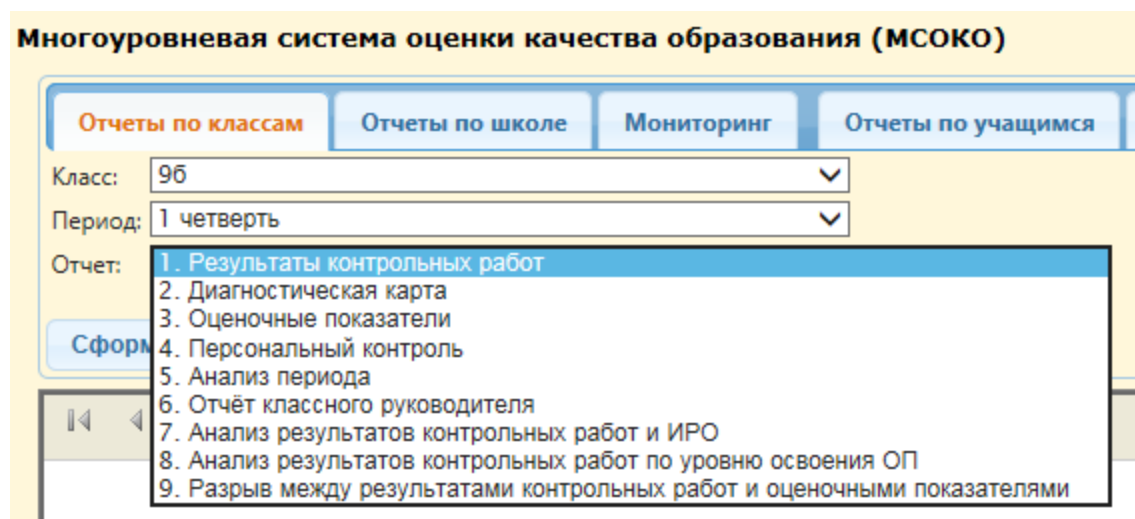 Многоуровневая система оценки качества образования (МСОКО)
Отчеты по классам Отчеты по школе Мониторинг Отчеты по учащимся
Класс: 9б
Период: 1 четверть
Отчет:
1. Результаты контрольных работ
2. Диагностическая карта
3. Оценочные показатели
4. Персональный контроль
5. Анализ периода
6. Отчёт классного руководителя
7. Анализ результатов контрольных работ и ИРО
8. Анализ результатов контрольных работ по уровню освоения ОП
9. Разрыв между результатами контрольных работ и оценочными показателями